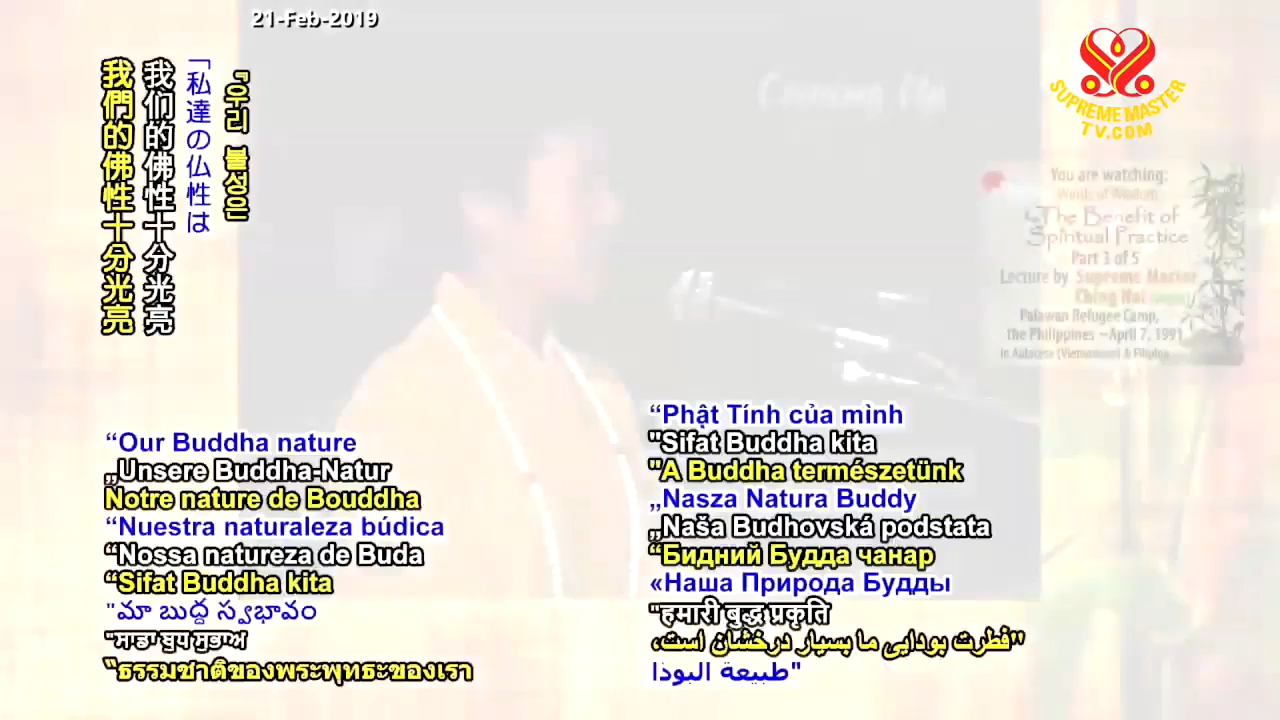 21-Feb-2019
Coming Up
SUPREME MASTER
TV.COM
You are watching:
Words of Wisdom
The Benefit of
Spiritual Practice
Part 3 of 5
Lecture by Supreme Master
Ching Hai
Palawan Refugee Camp,
the Philippines ~April 7, 1991
In Aulacese (Vietnamese) & Filipino
『우리 불성은
「私達の仏性は
我们的佛性十分光亮
我們的佛性十分光亮
“Our Buddha nature
„Unsere Buddha-Natur
Notre nature de Bouddha
“Nuestra naturaleza búdica
“Nossa natureza de Buda
“Sifat Buddha kita
"మా బుద్ధ స్వభావం
"ਸਾਡਾ ਬੁਧ ਸੁਭਾਅ
“ธรรมชาติของพระพุทธะของเรา
“Phật Tính của mình
"Sifat Buddha kita
"A Buddha természetünk
„Nasza Natura Buddy
„Naša Budhovská podstata
“Бидний Будда чанар
«Наша Природа Будды
"हमारी बुद्ध प्रकृति
"فطرت بودایی ما بسیار درخشان است،
"طبيعة البوذا